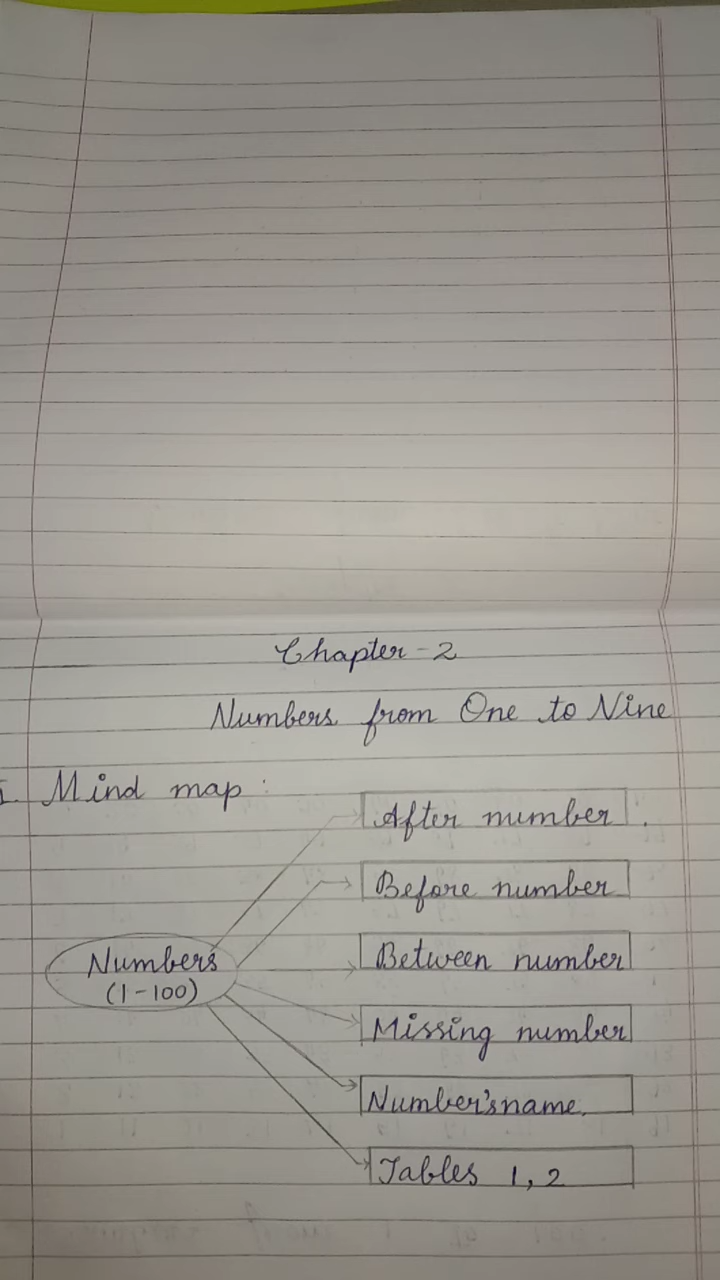 Chapter - 2
Numbers from One to Nine
I. Mind map :
After number .
Before number
Numbers
(1-100)
Between number
Missing number
Number's name.
Tables 1, 2